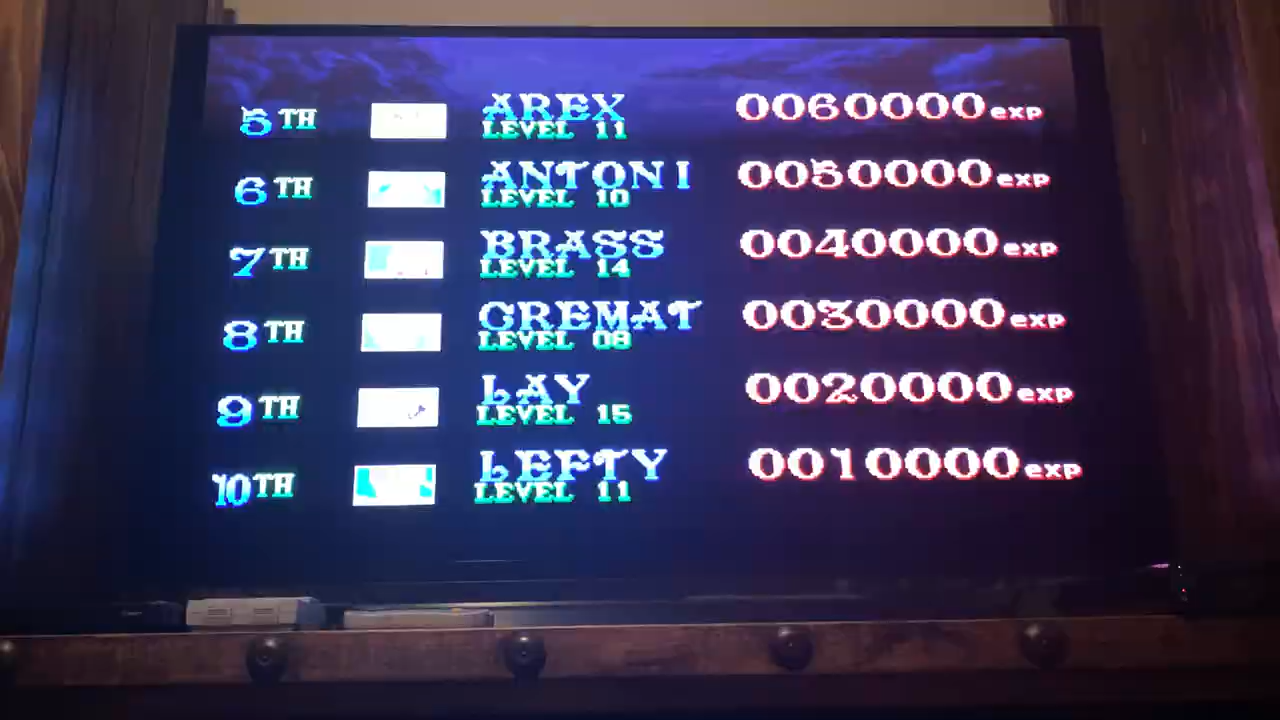 5TH AREX 0060000exp
LEVEL 11
6TH ANTONI 0050000exp
LEVEL 10
7TH BRASS 0040000exp
LEVEL 14
8TH GREMAT 0030000exp
LEVEL 08
9TH LAY 0020000exp
LEVEL 15
10TH LEFTY 0010000exp
LEVEL 11